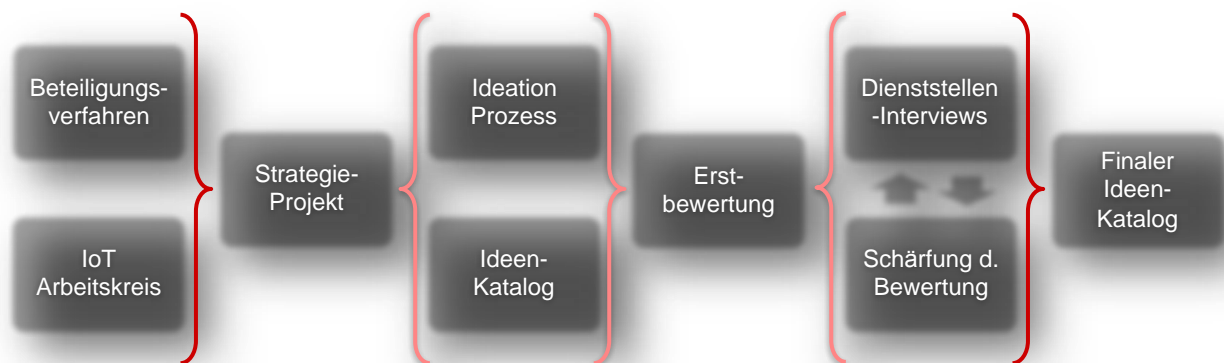 Beteiligungs-
verfahren
IoT
Arbeitskreis
Strategie-
Projekt
Ideation
Prozess
Ideen-
Katalog
Erst-
bewertung
Dienststellen
-Interviews
Schärfung d.
Bewertung
Finaler
Ideen-
Katalog